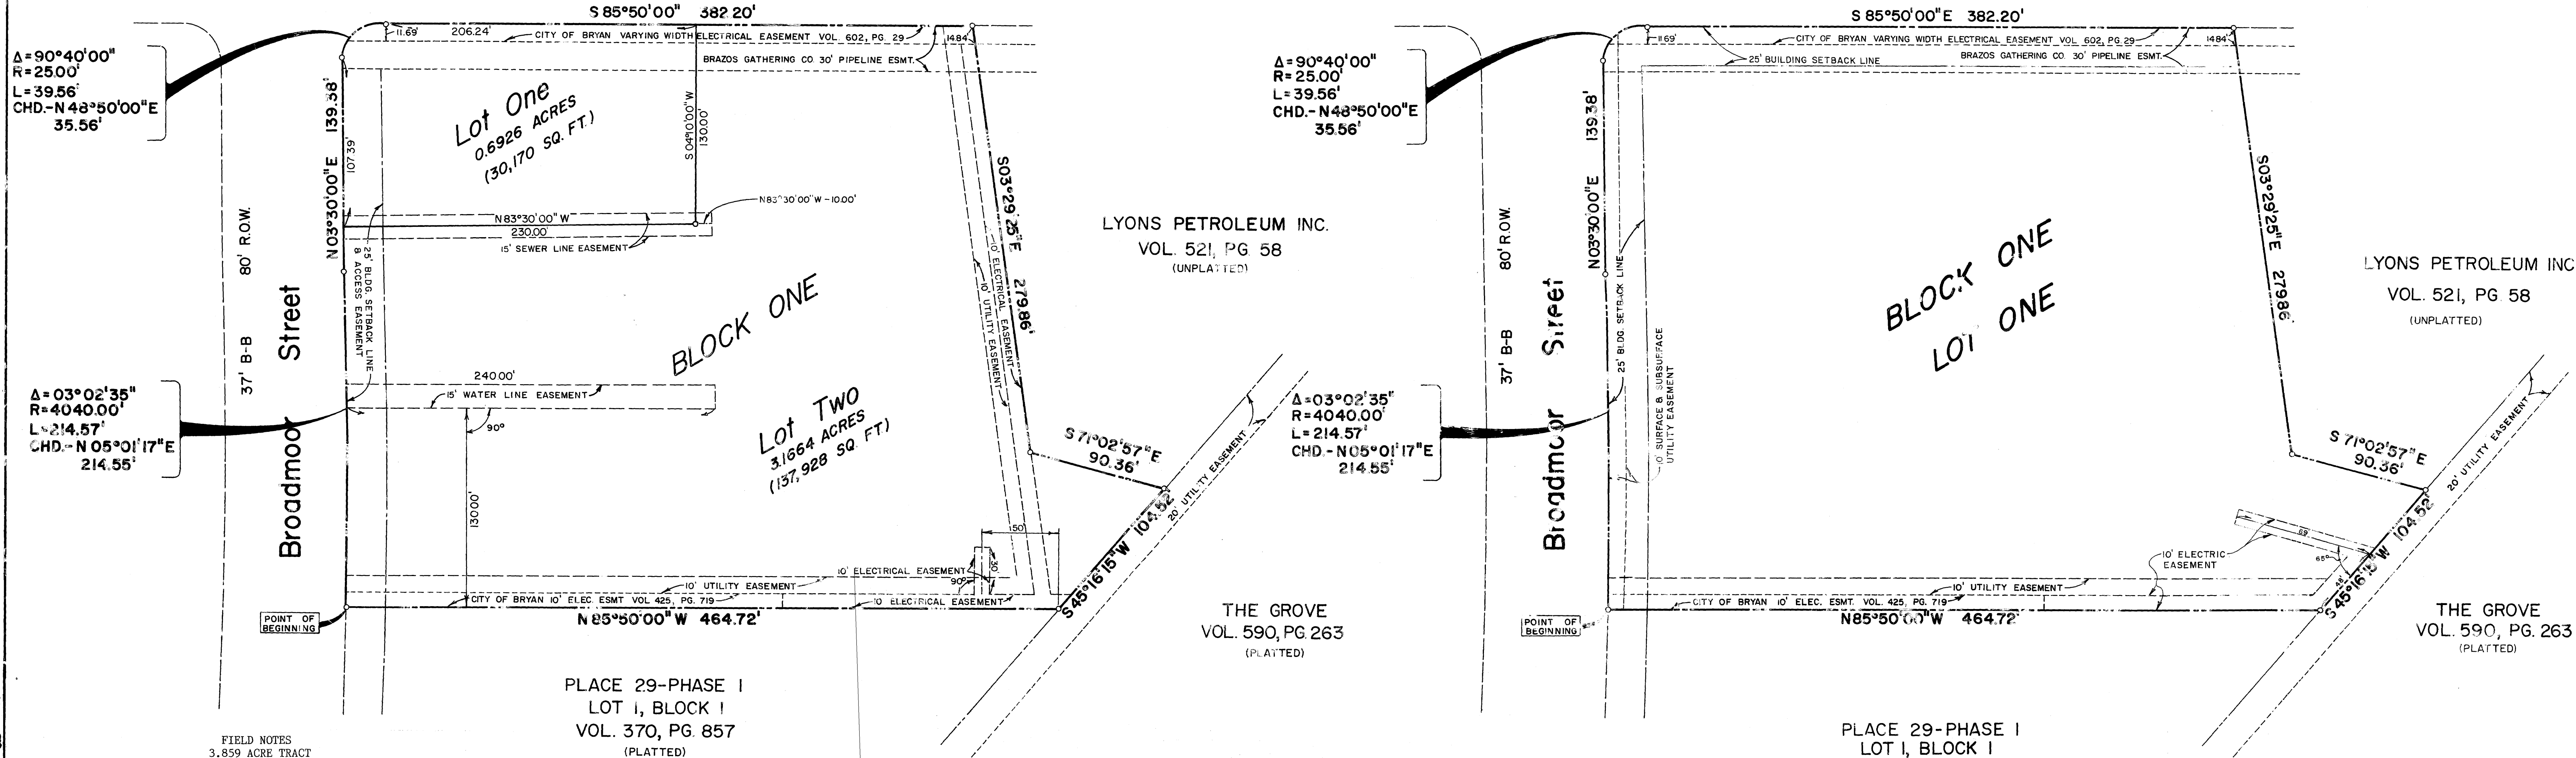 S 85°50'00" 382.20'
11.69'
206.24'
CITY OF BRYAN VARYING WIDTH ELECTRICAL EASEMENT VOL. 602, PG. 29
14.84
BRAZOS GATHERING CO. 30' PIPELINE ESMT.
Δ=90°40'00"
R=25.00'
L=39.56'
CHD.-N 48°50'00"E
35.56'
N03°30'00"E 139.38'
107.39'
Lot One
0.6926 ACRES
(30,170 SQ. FT.)
S 04°10'00"W
130.00'
N83°30'00"W
230.00'
N83°30'00"W-10.00'
15' SEWER LINE EASEMENT
25' BLDG. SETBACK LINE
& ACCESS EASEMENT
80' R.O.W.
37' B-B
Broadmoor Street
S03°29'25"E 279.86'
10' ELECTRICAL EASEMENT
10' UTILITY EASEMENT
LYONS PETROLEUM INC.
VOL. 521, PG. 58
(UNPLATTED)
BLOCK ONE
240.00'
15' WATER LINE EASEMENT
90°
130.00'
Δ=03°02'35"
R=4040.00'
L=214.57'
CHD.-N 05°01'17"E
214.55'
Lot Two
3.1664 ACRES
(137,928 SQ. FT)
S 71°02'57"E
90.36'
20' UTILITY EASEMENT
S 45°16'15"W 104.52'
50'
30'
10' ELECTRICAL EASEMENT
90°
10' UTILITY EASEMENT
CITY OF BRYAN 10' ELEC. ESMT VOL 425, PG. 719
10' ELECTRICAL EASEMENT
POINT OF
BEGINNING
N 85°50'00"W 464.72'
THE GROVE
VOL. 590, PG. 263
(PLATTED)
PLACE 29-PHASE I
LOT 1, BLOCK 1
VOL. 370, PG. 857
(PLATTED)
FIELD NOTES
3.859 ACRE TRACT
S 85°50'00"E 382.20'
11.69'
CITY OF BRYAN VARYING WIDTH ELECTRICAL EASEMENT VOL. 602, PG. 29
14.84
25' BUILDING SETBACK LINE
BRAZOS GATHERING CO. 30' PIPELINE ESMT.
Δ=90°40'00"
R=25.00'
L=39.56'
CHD.-N48°50'00"E
35.56'
N03°30'00"E 139.38'
80' R.O.W.
37' B-B
Broadmoor Street
25' BLDG. SETBACK LINE
10' SURFACE & SUBSURFACE
UTILITY EASEMENT
S03°29'25"E 279.86'
BLOCK ONE
LOT ONE
LYONS PETROLEUM INC
VOL. 521, PG. 58
(UNPLATTED)
Δ=03°02'35"
R=4040.00'
L=214.57'
CHD.-N05°01'17"E
214.55'
S 71°02'57"E
90.36'
20' UTILITY EASEMENT
S 45°16'15"W 104.52'
69'
65°
48'
10' ELECTRIC
EASEMENT
10' UTILITY EASEMENT
CITY OF BRYAN 10' ELEC. ESMT. VOL. 425, PG. 719
POINT OF
BEGINNING
N85°50'00"W 464.72'
THE GROVE
VOL. 590, PG. 263
(PLATTED)
PLACE 29-PHASE I
LOT 1, BLOCK 1